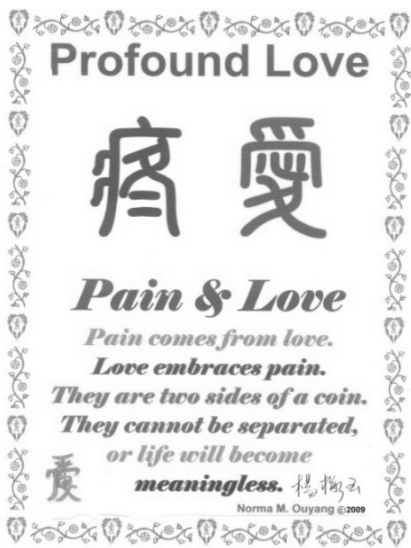 Profound Love
疼愛
Pain & Love
Pain comes from love.
Love embraces pain.
They are two sides of a coin.
They cannot be separated,
or life will become
meaningless.
愛
Norma M. Ouyang ©2009